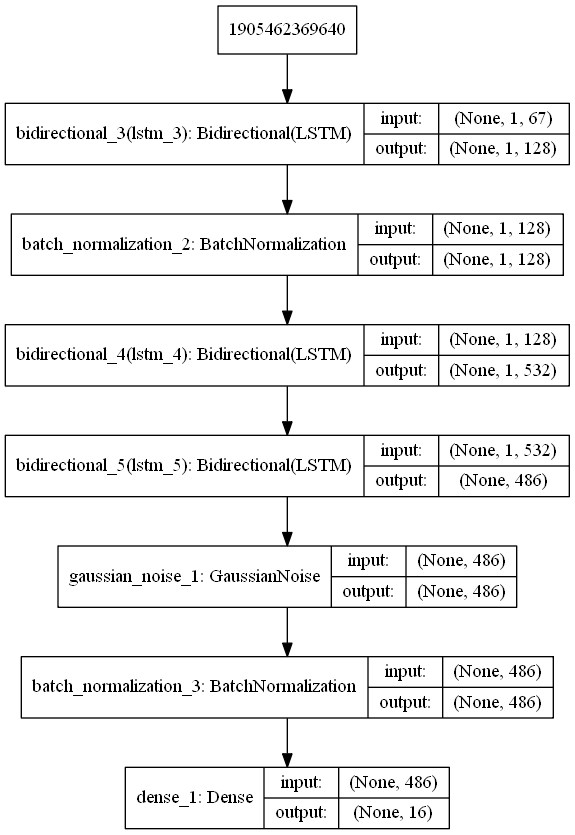 1905462369640
bidirectional_3(lstm_3): Bidirectional(LSTM)
input: (None, 1, 67)
output: (None, 1, 128)
batch_normalization_2: BatchNormalization
input: (None, 1, 128)
output: (None, 1, 128)
bidirectional_4(lstm_4): Bidirectional(LSTM)
input: (None, 1, 128)
output: (None, 1, 532)
bidirectional_5(lstm_5): Bidirectional(LSTM)
input: (None, 1, 532)
output: (None, 486)
gaussian_noise_1: GaussianNoise
input: (None, 486)
output: (None, 486)
batch_normalization_3: BatchNormalization
input: (None, 486)
output: (None, 486)
dense_1: Dense
input: (None, 486)
output: (None, 16)